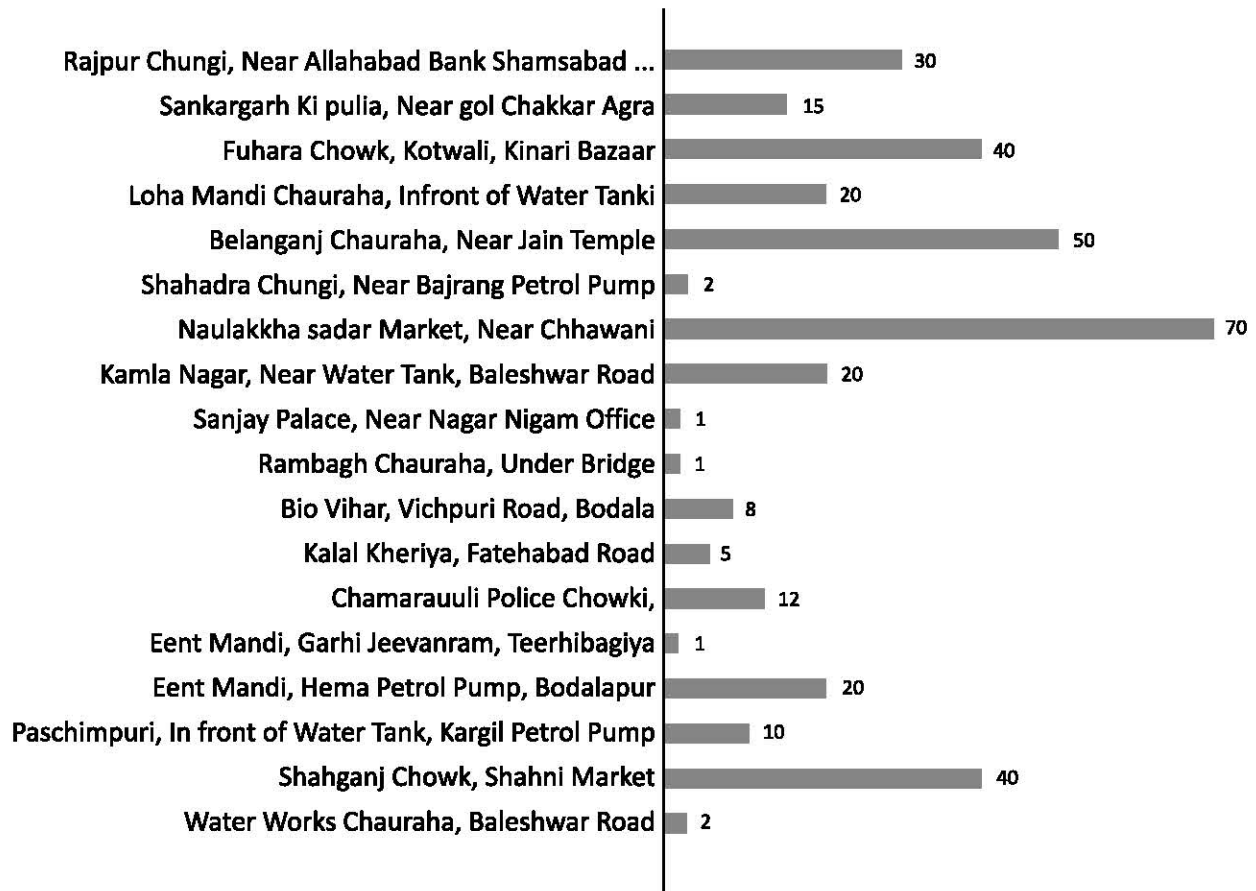 Rajpur Chungi, Near Allahabad Bank Shamsabad ... 30
Sankargarh Ki pulia, Near gol Chakkar Agra 15
Fuhara Chowk, Kotwali, Kinari Bazaar 40
Loha Mandi Chauraha, Infront of Water Tanki 20
Belanganj Chauraha, Near Jain Temple 50
Shahadra Chungi, Near Bajrang Petrol Pump 2
Naulakkha sadar Market, Near Chhawani 70
Kamla Nagar, Near Water Tank, Baleshwar Road 20
Sanjay Palace, Near Nagar Nigam Office 1
Rambagh Chauraha, Under Bridge 1
Bio Vihar, Vichpuri Road, Bodala 8
Kalal Kheriya, Fatehabad Road 5
Chamarauuli Police Chowki, 12
Eent Mandi, Garhi Jeevanram, Teerhibagiya 1
Eent Mandi, Hema Petrol Pump, Bodalapur 20
Paschimpuri, In front of Water Tank, Kargil Petrol Pump 10
Shahganj Chowk, Shahni Market 40
Water Works Chauraha, Baleshwar Road 2